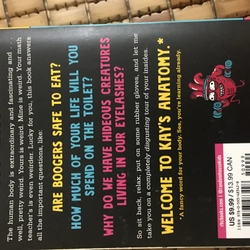 The human body is extraordinary and fascinating and . . .
well, pretty weird. Yours is weird. Mine is weird. Your math
teacher's is even weirder. Lucky for you, this book answers
all the important questions, like:
ARE BOOGERS SAFE TO EAT?
HOW MUCH OF YOUR LIFE WILL YOU
SPEND ON THE TOILET?
WHY DO WE HAVE HIDEOUS CREATURES
LIVING IN OUR EYELASHES?
So sit back, relax, put on some rubber gloves, and let me
take you on a completely disgusting tour of your insides.
WELCOME TO KAY'S ANATOMY.*
*A fancy word for your body. See, you're learning already.
US $9.99 / $13.99 CAN